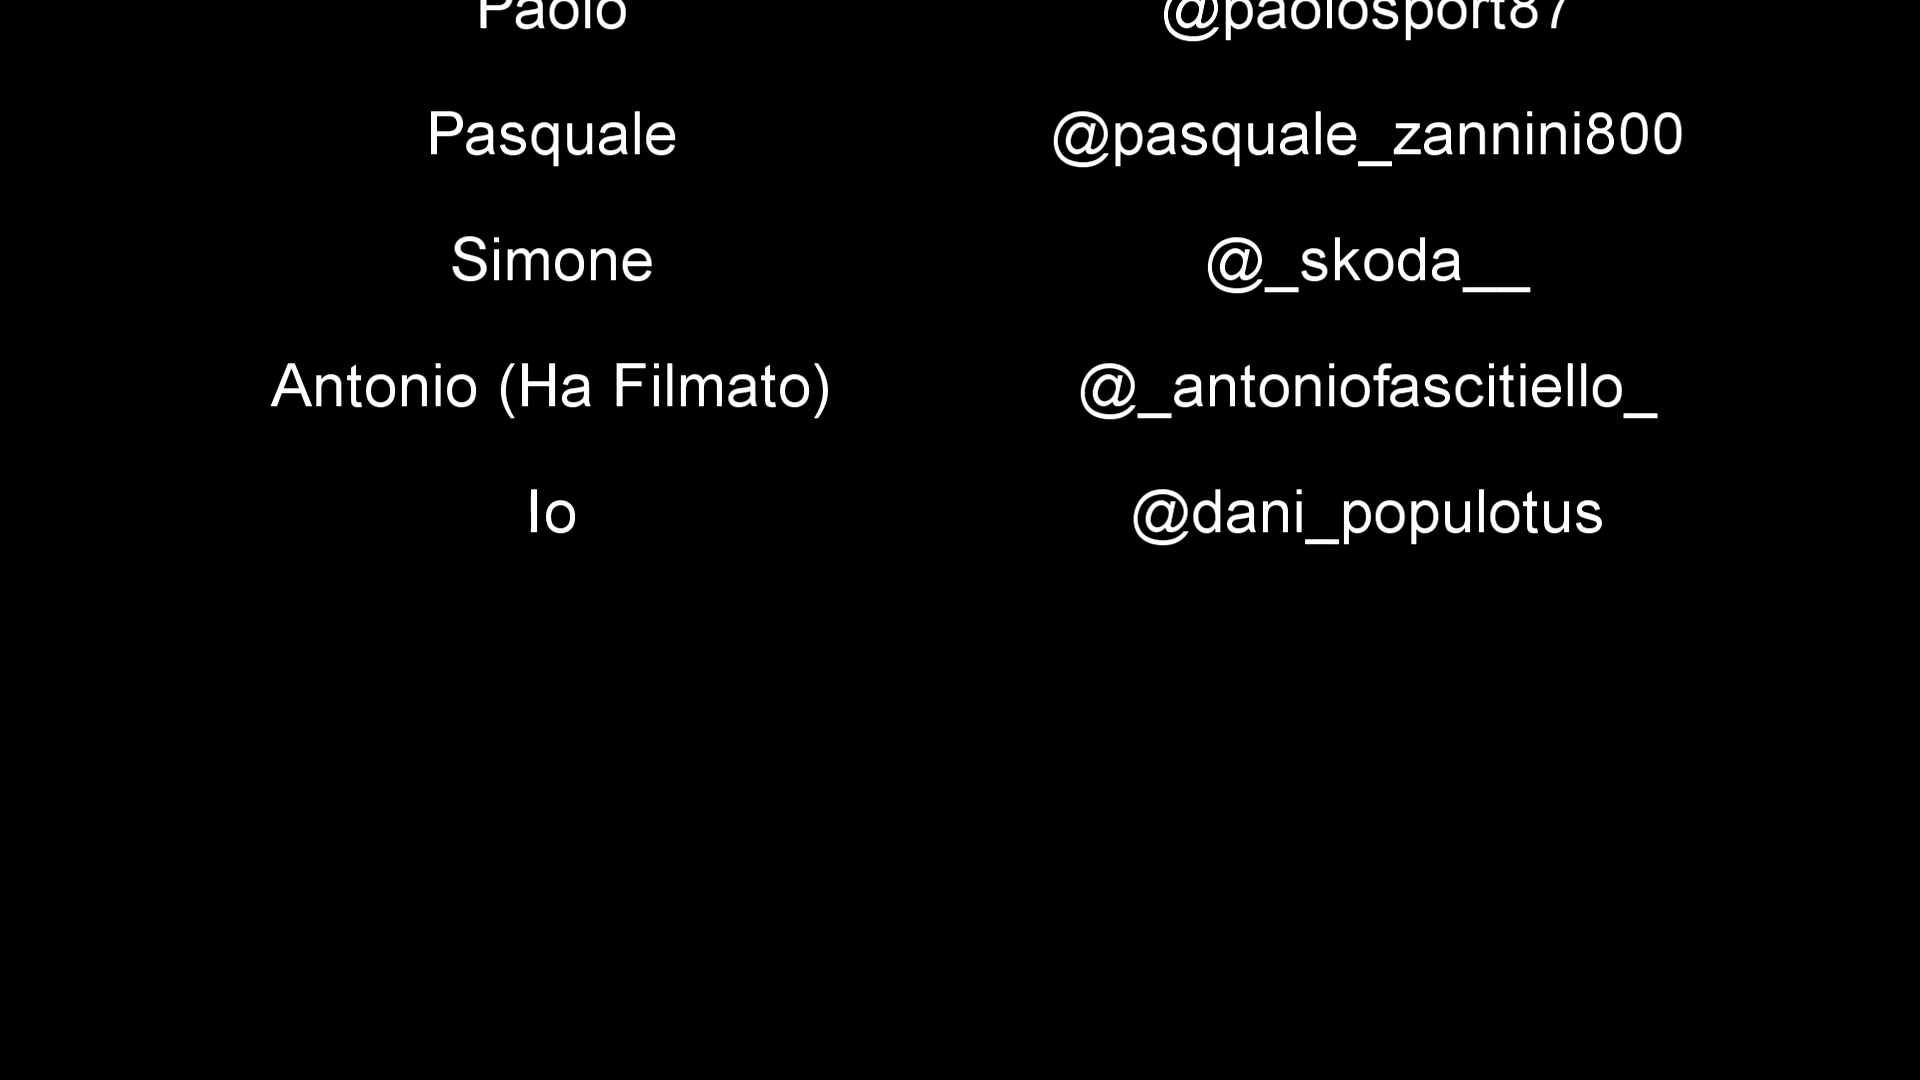 Paolo @paolosport87
Pasquale @pasquale_zannini800
Simone @_skoda__
Antonio (Ha Filmato) @_antoniofascitiello_
Io @dani_populotus